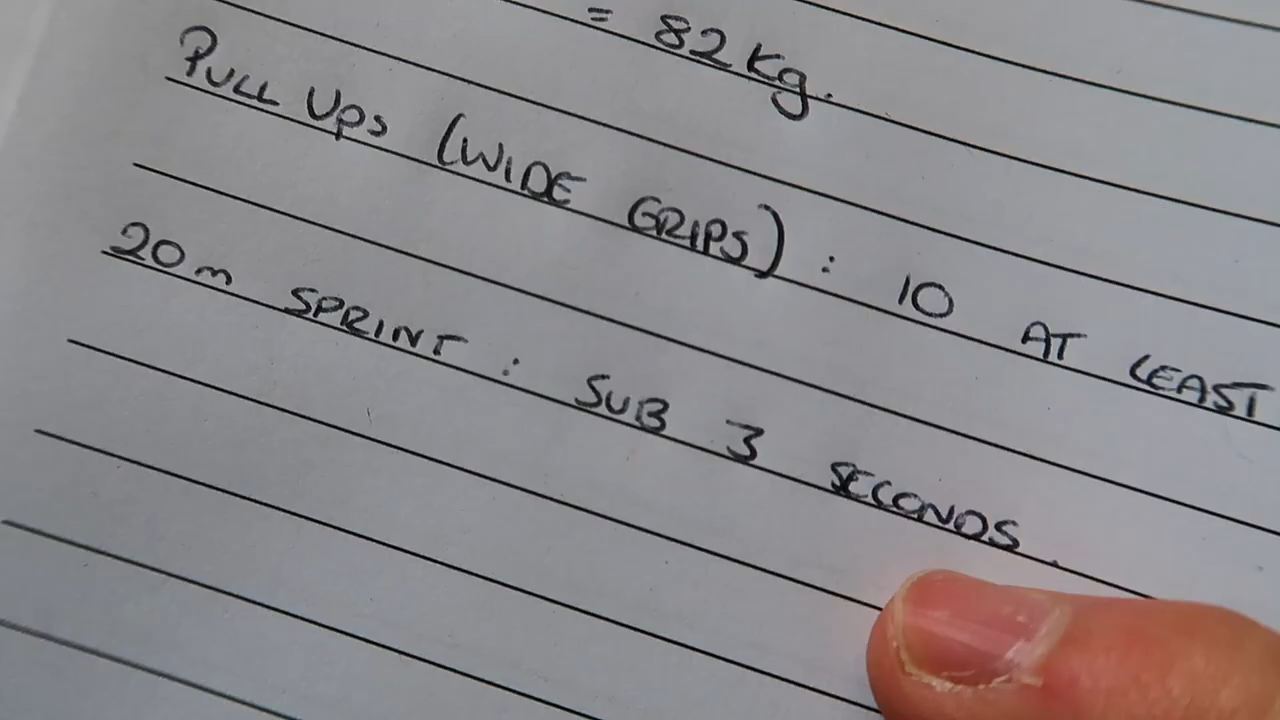 = 82Kg.
PULL UPS (WIDE GRIPS) : 10 AT LEAST
20m SPRINT : SUB 3 SECONDS.